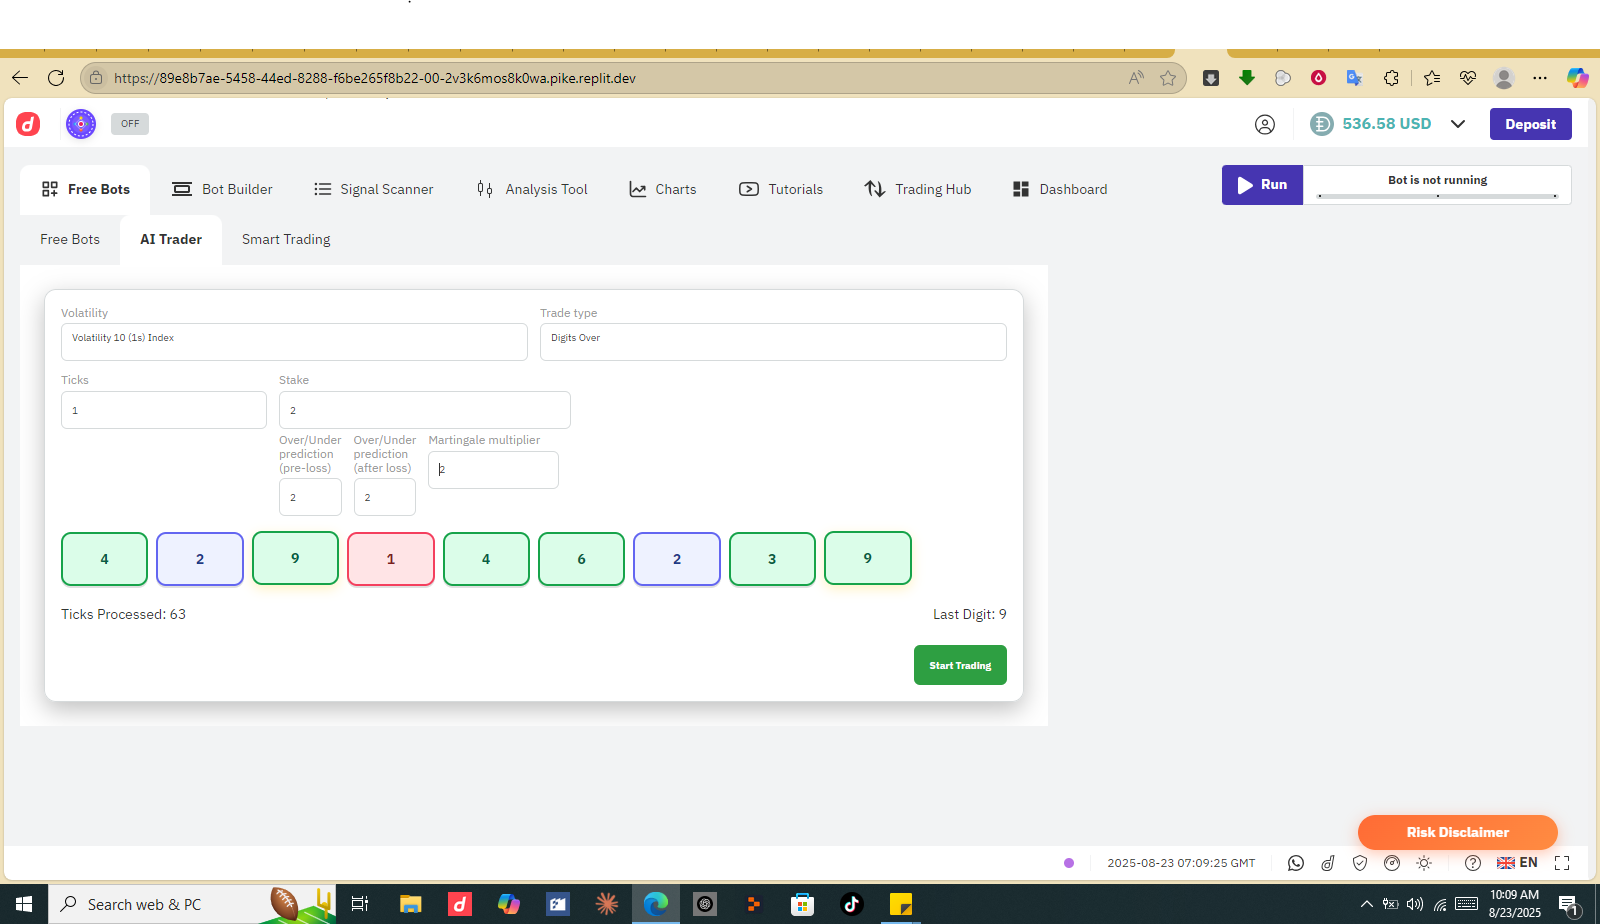 https://89e8b7ae-5458-44ed-8288-f6be265f8b22-00-2v3k6mos8k0wa.pike.replit.dev
OFF
536.58 USD
Deposit
Free Bots
Bot Builder
Signal Scanner
Analysis Tool
Charts
Tutorials
Trading Hub
Dashboard
Run
Bot is not running
Free Bots
AI Trader
Smart Trading
Volatility
Trade type
Volatility 10 (1s) Index
Digits Over
Ticks
Stake
1
2
Over/Under
prediction
(pre-loss)
Over/Under
prediction
(after loss)
Martingale multiplier
2
2
2
4 2 9 1 4 6 2 3 9
Ticks Processed: 63
Last Digit: 9
Start Trading
Risk Disclaimer
2025-08-23 07:09:25 GMT
EN
Search web & PC
10:09 AM
8/23/2025
1